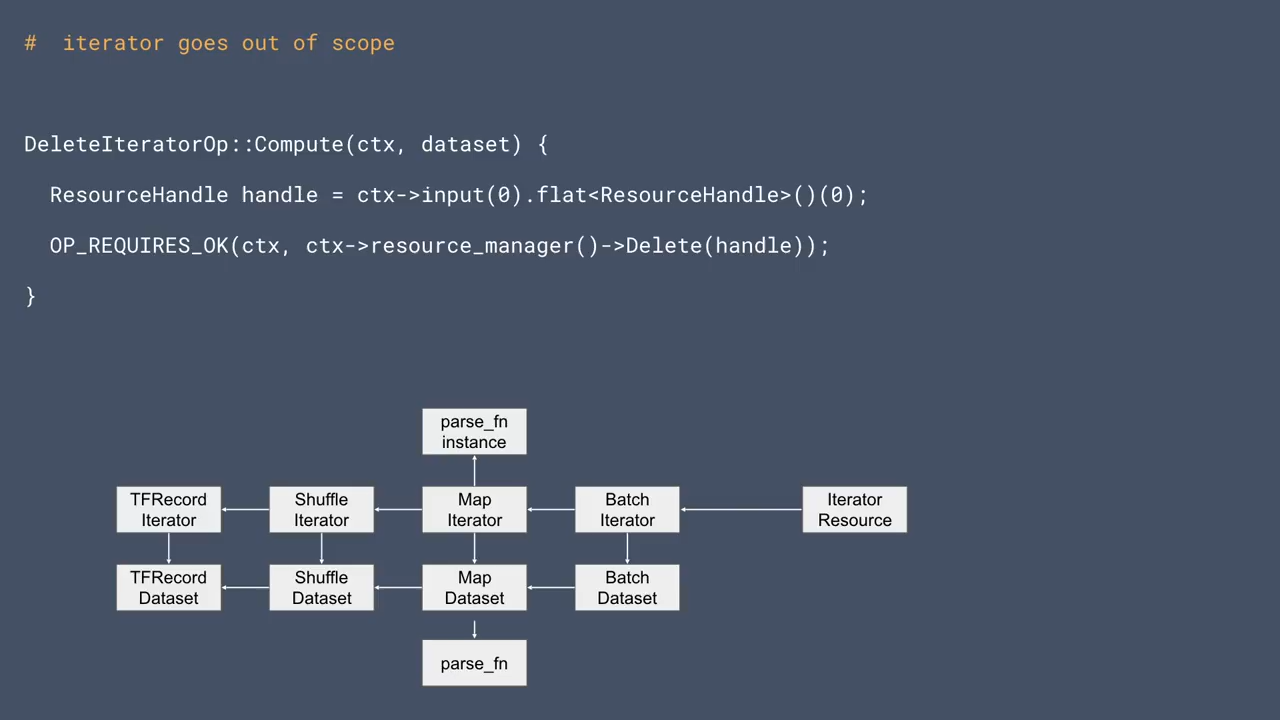 # iterator goes out of scope
DeleteIteratorOp::Compute(ctx, dataset) {
ResourceHandle handle = ctx->input(0).flat<ResourceHandle>()(0);
OP_REQUIRES_OK(ctx, ctx->resource_manager()->Delete(handle));
}
parse_fn
instance
TFRecord
Iterator
Shuffle
Iterator
Map
Iterator
Batch
Iterator
Iterator
Resource
TFRecord
Dataset
Shuffle
Dataset
Map
Dataset
Batch
Dataset
parse_fn